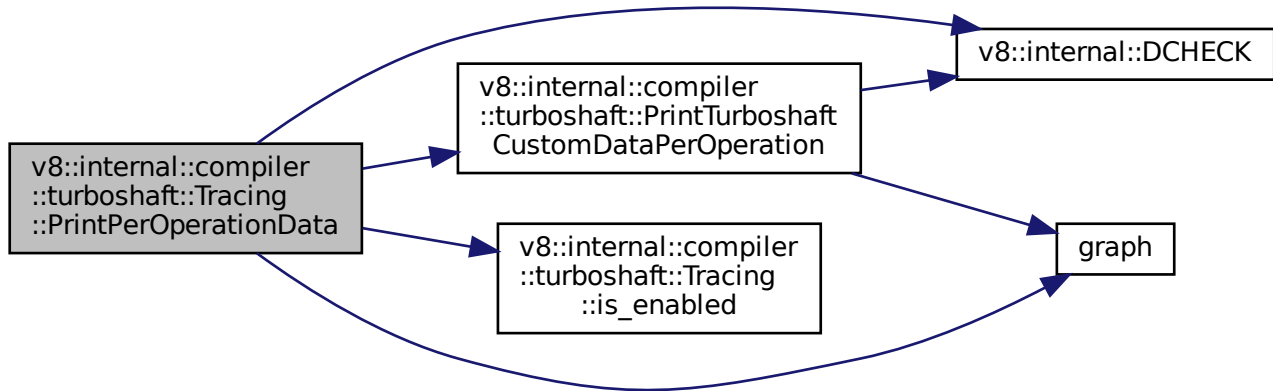 v8::internal::compiler
::turboshaft::Tracing
::PrintPerOperationData
v8::internal::compiler
::turboshaft::PrintTurboshaft
CustomDataPerOperation
v8::internal::compiler
::turboshaft::Tracing
::is_enabled
v8::internal::DCHECK
graph